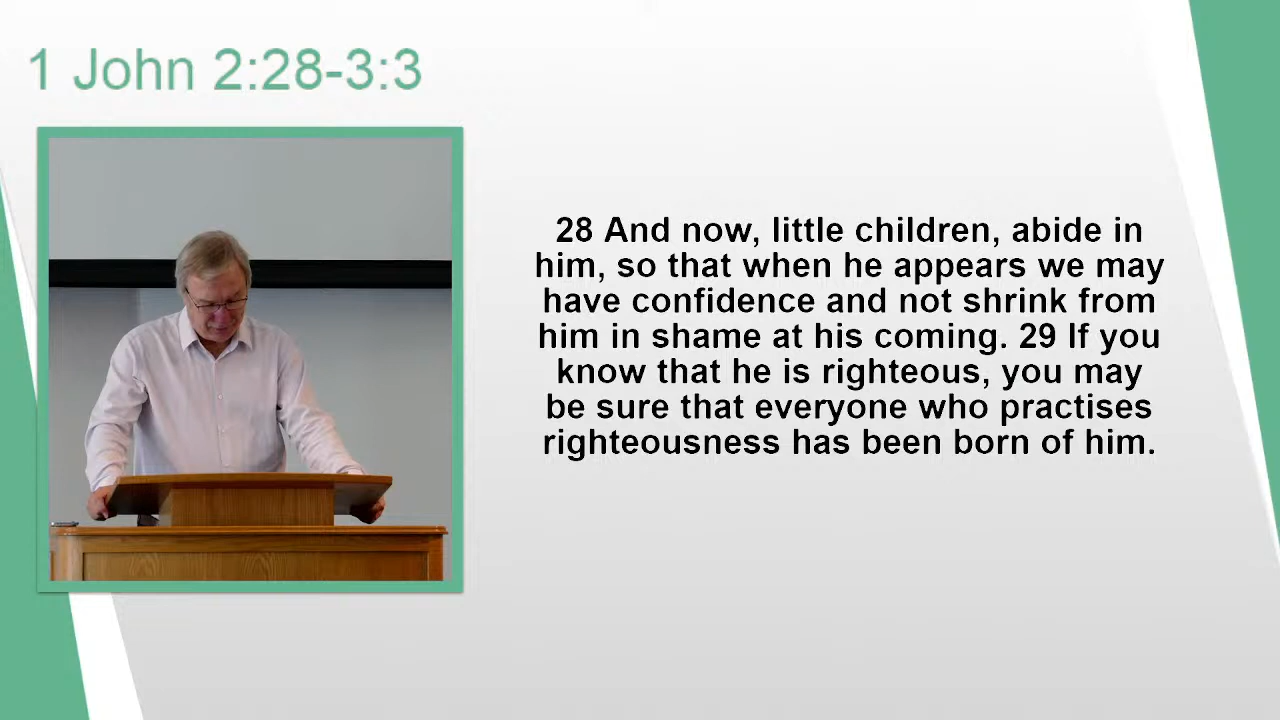 1 John 2:28-3:3
28 And now, little children, abide in
him, so that when he appears we may
have confidence and not shrink from
him in shame at his coming. 29 If you
know that he is righteous, you may
be sure that everyone who practises
righteousness has been born of him.